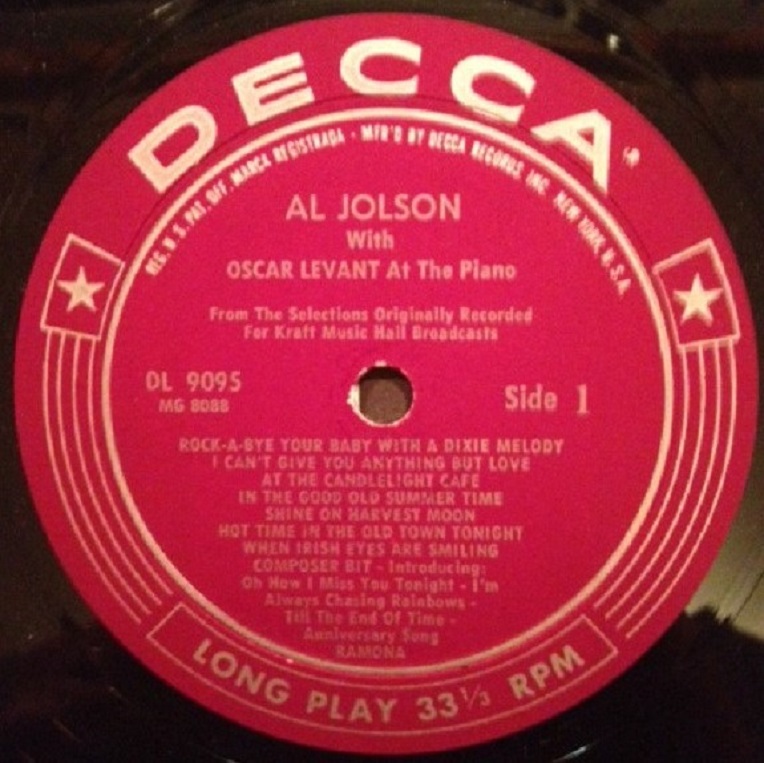 DECCA ®
REG. U. S. PAT. OFF. MARCA REGISTRADA • MFR'D BY DECCA RECORDS, INC. NEW YORK, U.S.A.
AL JOLSON
With
OSCAR LEVANT At The Piano
From The Selections Originally Recorded
For Kraft Music Hall Broadcasts
DL 9095
MG 8088
Side 1
ROCK-A-BYE YOUR BABY WITH A DIXIE MELODY
I CAN'T GIVE YOU ANYTHING BUT LOVE
AT THE CANDLELIGHT CAFE
IN THE GOOD OLD SUMMER TIME
SHINE ON HARVEST MOON
HOT TIME IN THE OLD TOWN TONIGHT
WHEN IRISH EYES ARE SMILING
COMPOSER BIT - Introducing:
Oh How I Miss You Tonight - I'm
Always Chasing Rainbows -
Till The End Of Time -
Anniversary Song
RAMONA
LONG PLAY 33 1/3 RPM